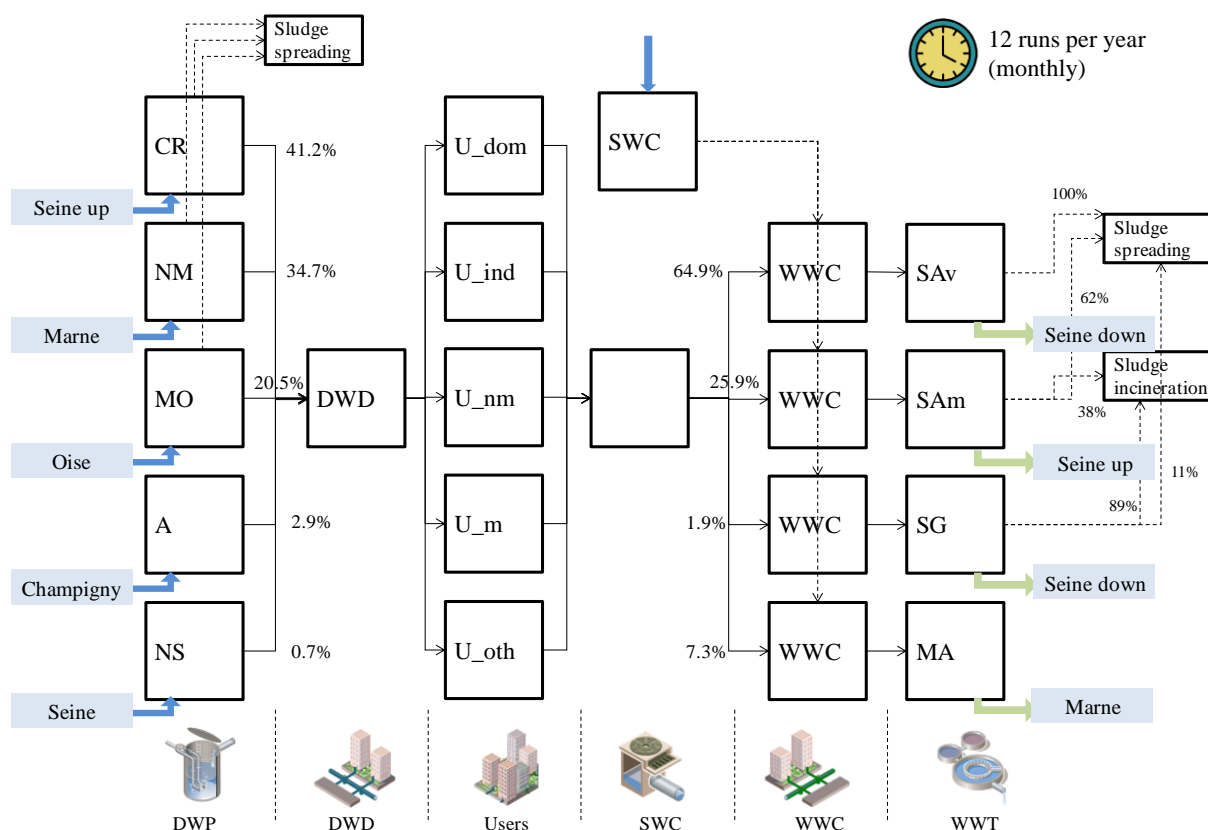 Sludge
spreading
12 runs per year
(monthly)
CR
41.2%
U_dom
SWC
Seine up
100%
NM
34.7%
U_ind
64.9%
WWC
SAv
Sludge
spreading
62%
Marne
Seine down
MO
20.5%
DWD
U_nm
25.9%
WWC
SAm
Sludge
incineration
38%
Oise
Seine up
11%
A
2.9%
U_m
1.9%
WWC
SG
89%
Champigny
Seine down
NS
0.7%
U_oth
7.3%
WWC
MA
Seine
Marne
DWP
DWD
Users
SWC
WWC
WWT